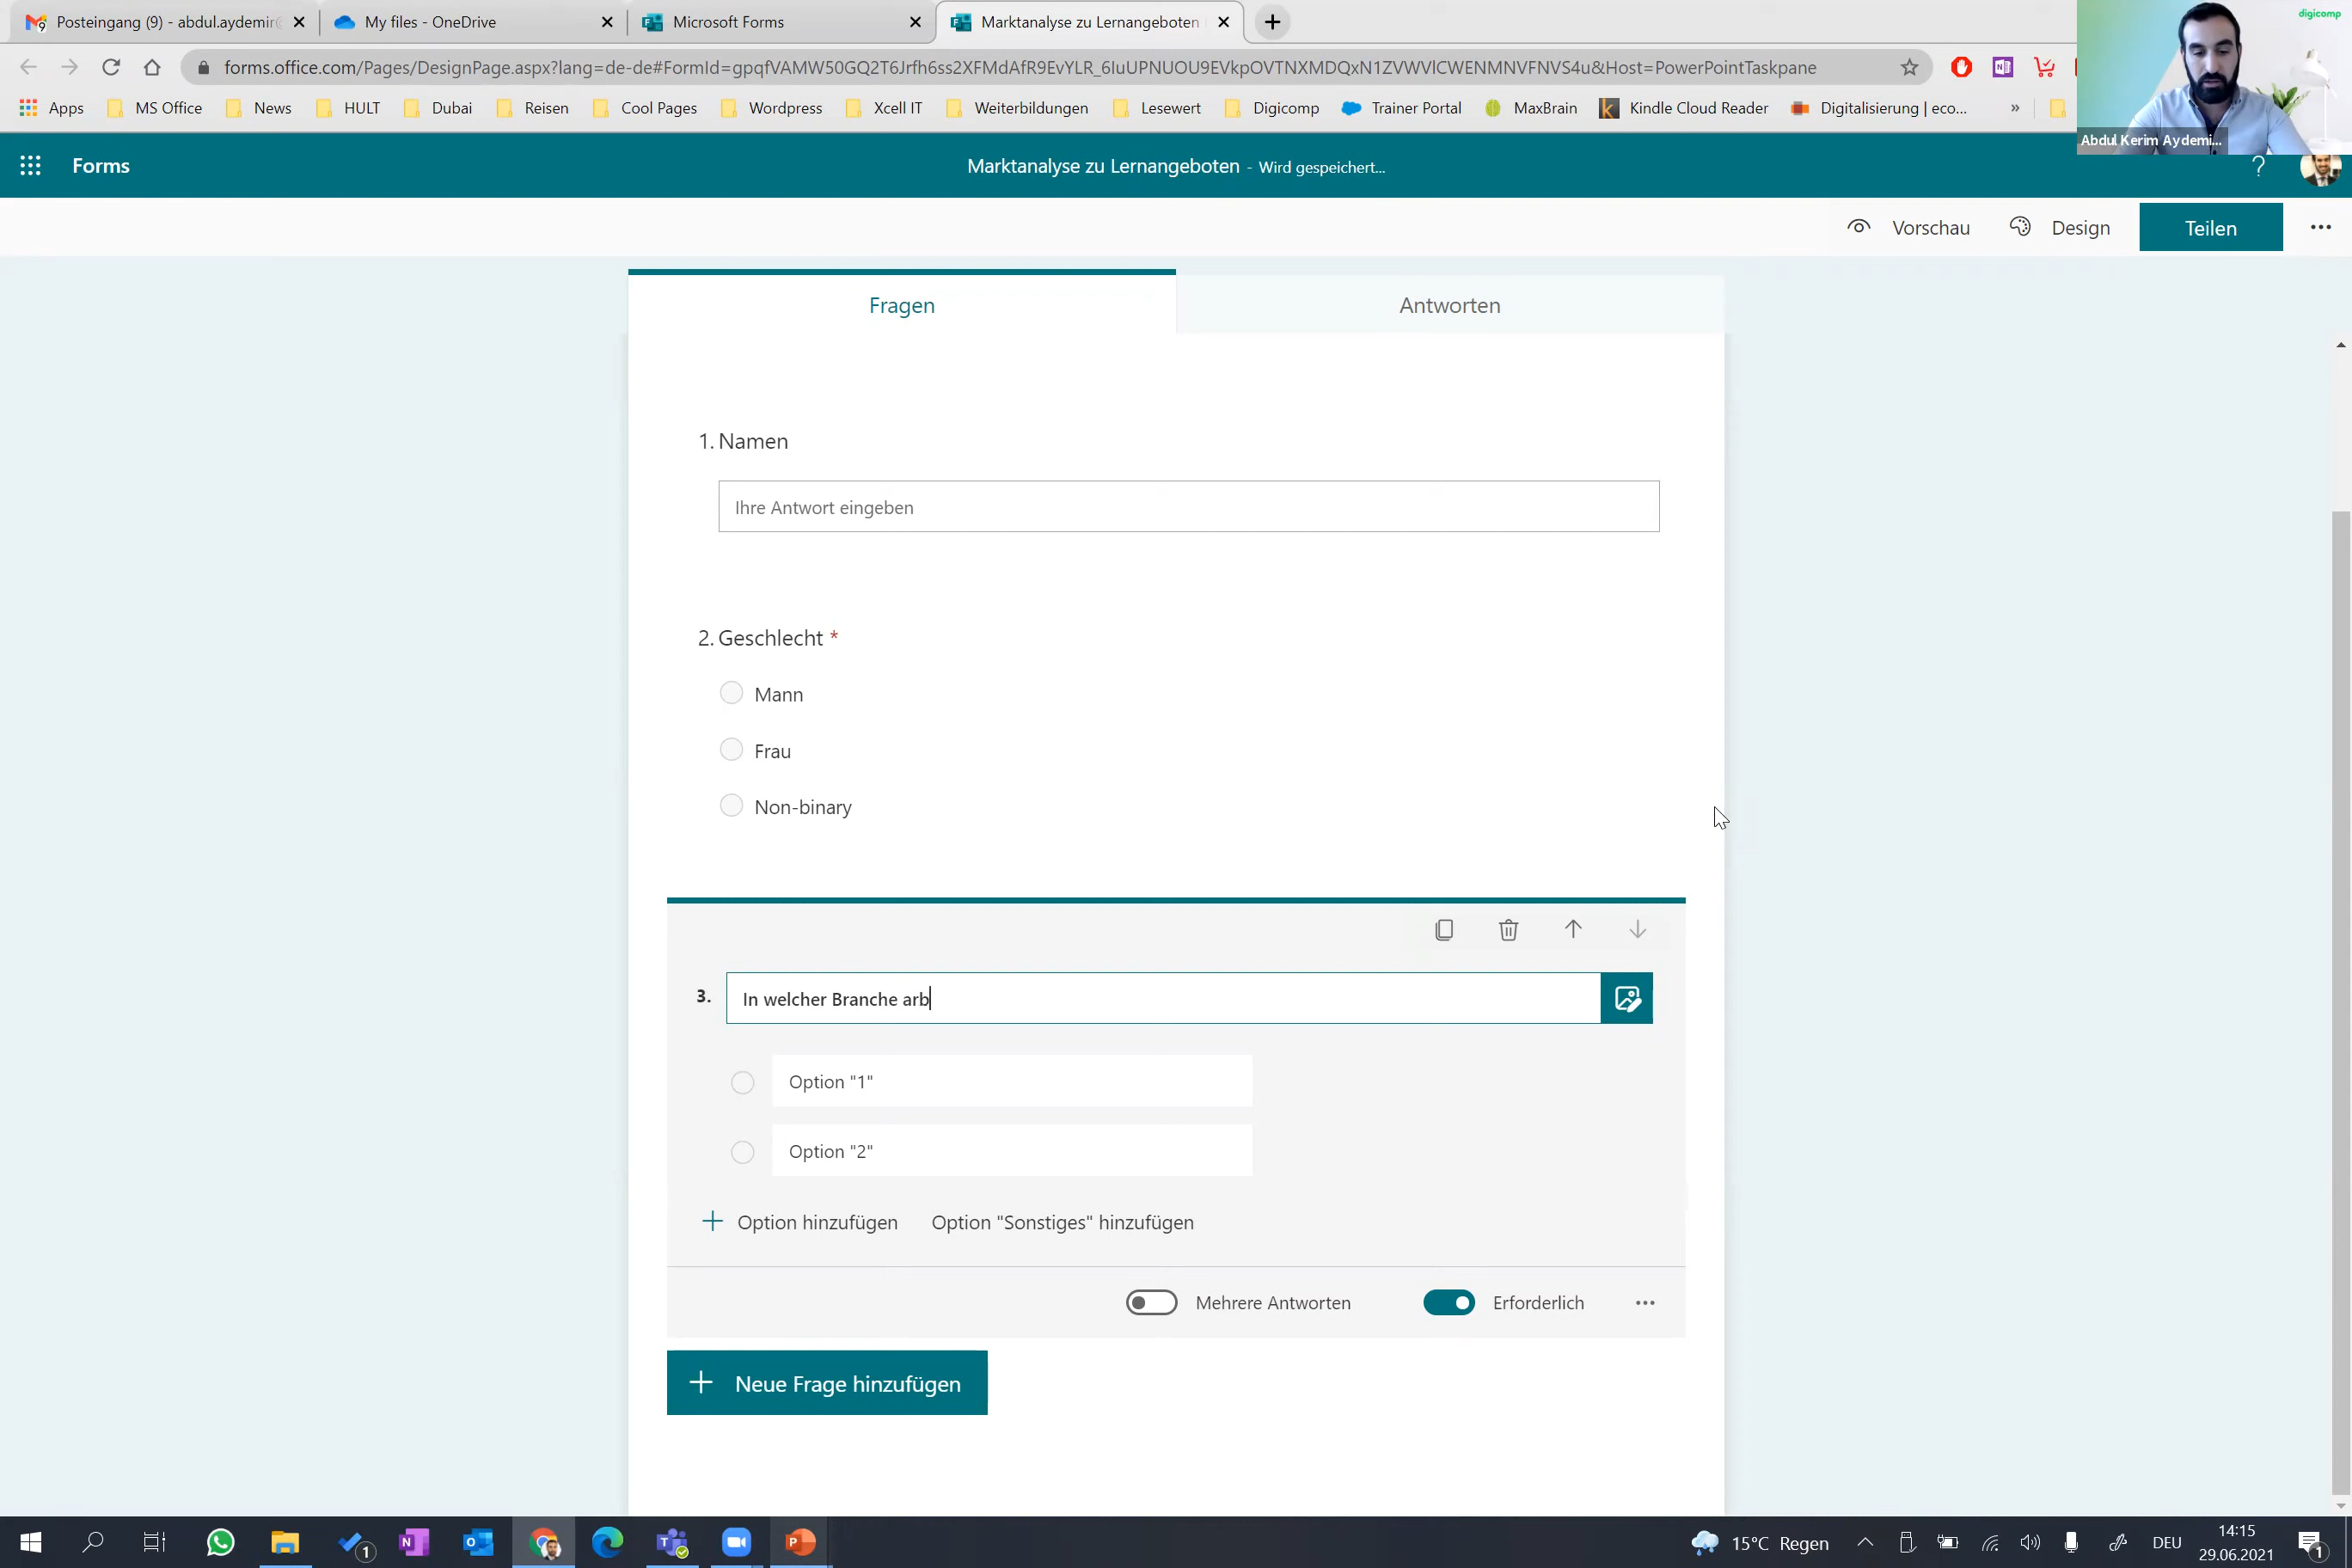 Posteingang (9) - abdul.aydemir@
My files - OneDrive
Microsoft Forms
Marktanalyse zu Lernangeboten
digicomp
forms.office.com/Pages/DesignPage.aspx?lang=de-de#FormId=gpqfVAMW50GQ2T6Jrfh6ss2XFMdAfR9EvYLR_6IuUPNUOU9EVkpOVTNXMDQxN1ZVWVlCWENMNVFNVS4u&Host=PowerPointTaskpane
Apps
MS Office
News
HULT
Dubai
Reisen
Cool Pages
Wordpress
Xcell IT
Weiterbildungen
Lesewert
Digicomp
Trainer Portal
MaxBrain
Kindle Cloud Reader
Digitalisierung | eco...
»
Abdul Kerim Aydemi...
Forms
Marktanalyse zu Lernangeboten - Wird gespeichert...
?
Vorschau
Design
Teilen
Fragen
Antworten
1. Namen
Ihre Antwort eingeben
2. Geschlecht *
Mann
Frau
Non-binary
3. In welcher Branche arb
Option "1"
Option "2"
Option hinzufügen
Option "Sonstiges" hinzufügen
Mehrere Antworten
Erforderlich
Neue Frage hinzufügen
15°C Regen
DEU
14:15
29.06.2021